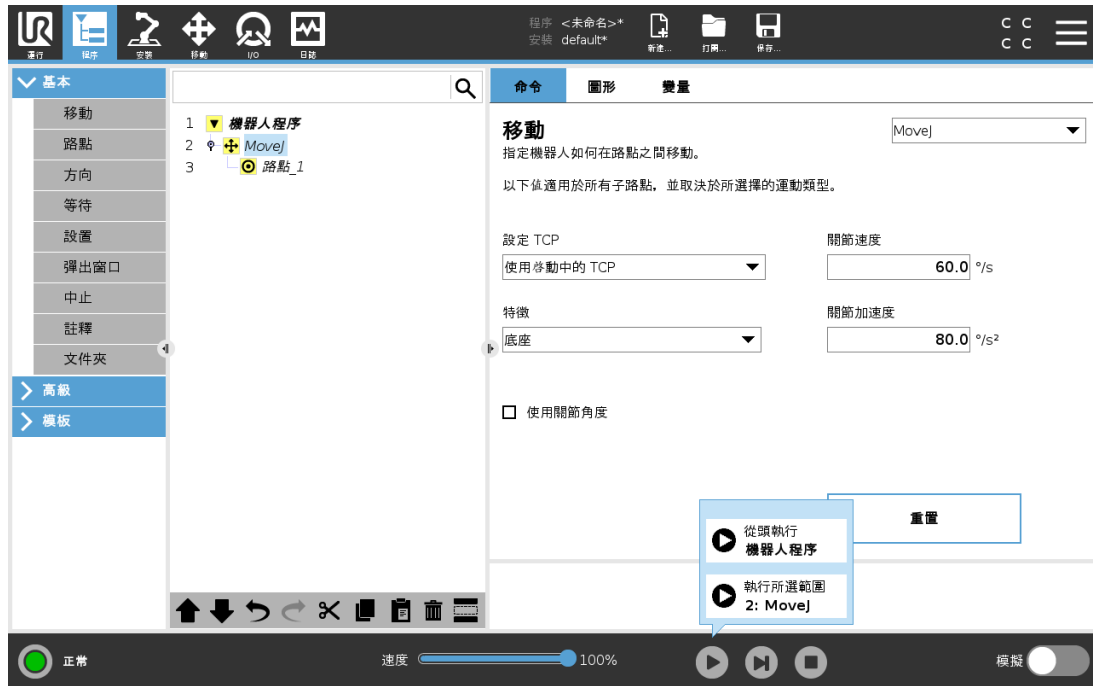 UR
運行
程序
安裝
移動
I/O
日誌
程序 <未命名>*
安裝 default*
新建...
打開...
保存...
C C
C C
基本
移動
路點
方向
等待
設置
彈出窗口
中止
註釋
文件夾
高級
模板
1 機器人程序
2 MoveJ
3 路點_1
命令 圖形 變量
移動
MoveJ
指定機器人如何在路點之間移動。
以下值適用於所有子路點，並取決於所選擇的運動類型。
設定 TCP
關節速度
使用啓動中的 TCP
60.0 °/s
特徵
關節加速度
底座
80.0 °/s²
使用關節角度
重置
從頭執行
機器人程序
執行所選範圍
2: MoveJ
正常
速度
100%
模擬